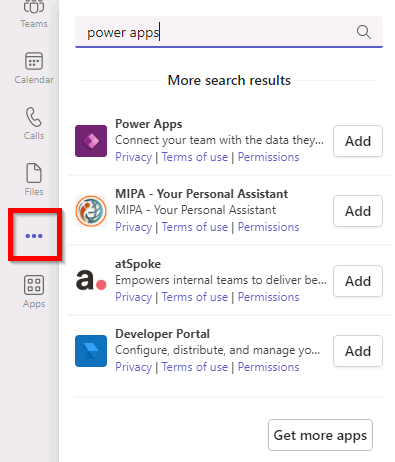 Teams
Calendar
Calls
Files
Apps
power apps
More search results
Power Apps
Connect your team with the data they...
Privacy | Terms of use | Permissions
Add
MIPA - Your Personal Assistant
MIPA - Your Personal Assistant
Privacy | Terms of use | Permissions
Add
a.
atSpoke
Empowers internal teams to deliver be...
Privacy | Terms of use | Permissions
Add
Developer Portal
Configure, distribute, and manage yo...
Privacy | Terms of use | Permissions
Add
Get more apps